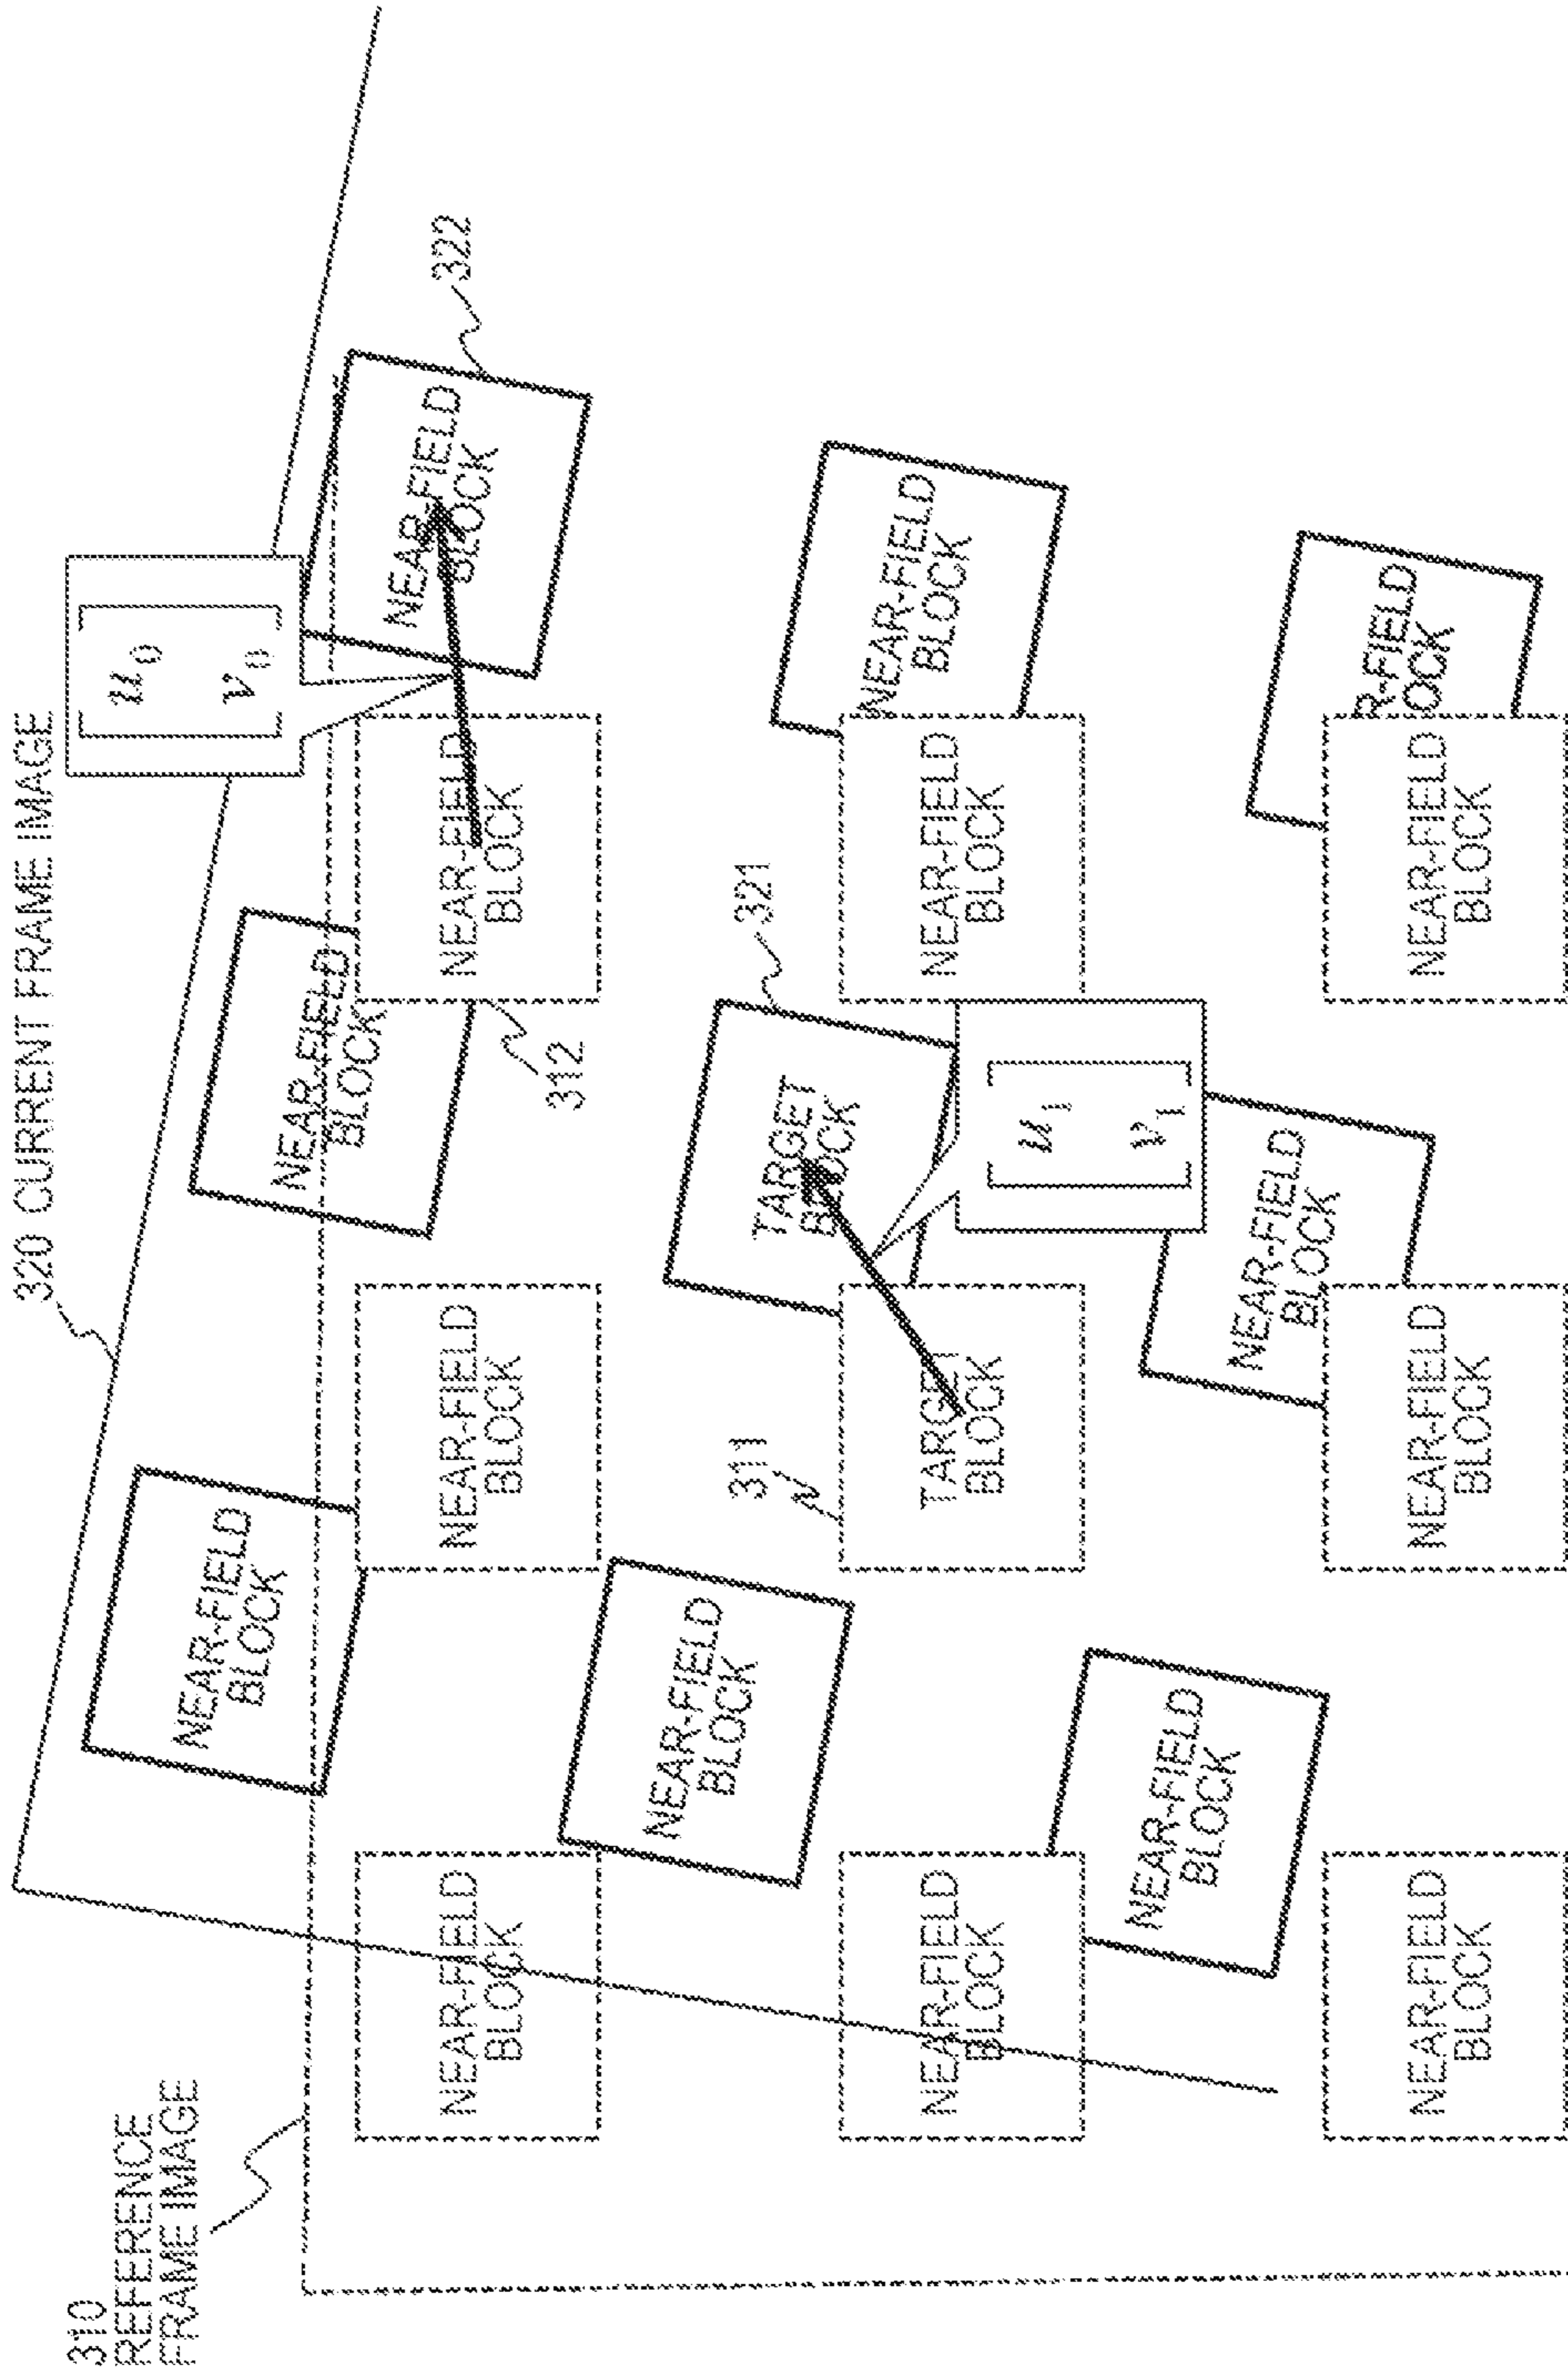 320 CURRENT FRAME IMAGE
310
REFERENCE
FRAME IMAGE
u0
v0
NEAR-FIELD
BLOCK
NEAR-FIELD
BLOCK
NEAR-FIELD
BLOCK
322
NEAR-FIELD
BLOCK
NEAR-FIELD
BLOCK
NEAR-FIELD
BLOCK
312
NEAR-FIELD
BLOCK
311
321
TARGET
BLOCK
NEAR-FIELD
BLOCK
NEAR-FIELD
BLOCK
TARGET
BLOCK
NEAR-FIELD
BLOCK
u1
v1
NEAR-FIELD
BLOCK
NEAR-FIELD
BLOCK
R-FIELD
LOCK
NEAR-FIELD
BLOCK
NEAR-FIELD
BLOCK
NEAR-FIELD
BLOCK